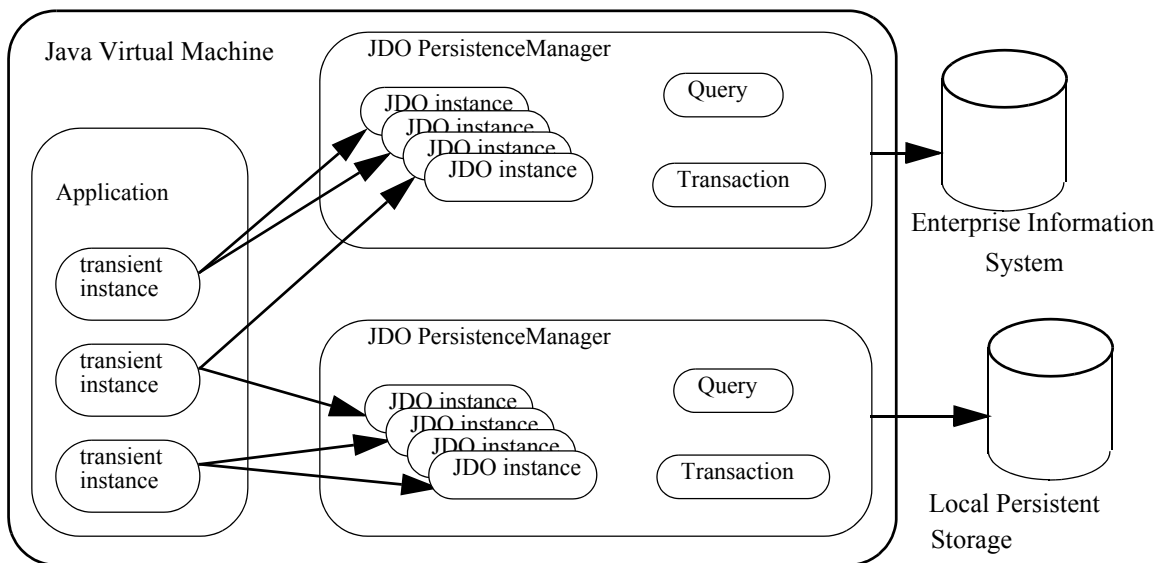 Java Virtual Machine
JDO PersistenceManager
JDO instance
JDO instance
JDO instance
JDO instance
Query
Transaction
Application
transient
instance
transient
instance
transient
instance
Enterprise Information
System
JDO PersistenceManager
JDO instance
JDO instance
JDO instance
JDO instance
Query
Transaction
Local Persistent
Storage